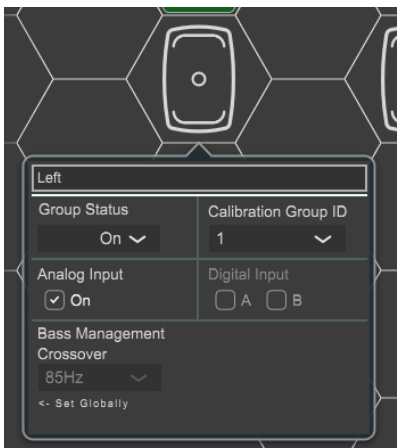 Left
Group Status
Calibration Group ID
On
1
Analog Input
Digital Input
On
A
B
Bass Management
Crossover
85Hz
<- Set Globally